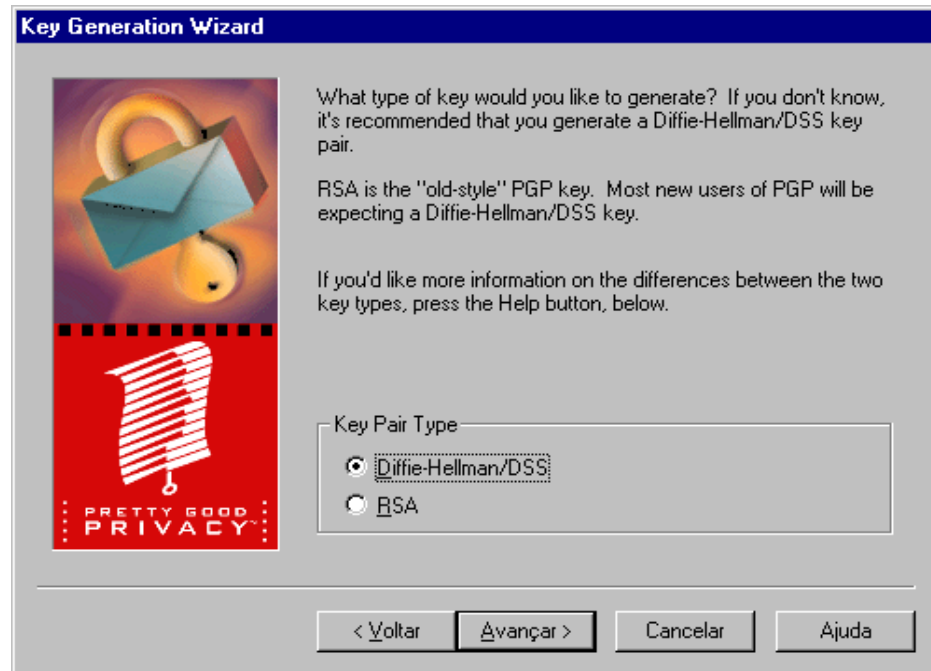 Key Generation Wizard
What type of key would you like to generate? If you don't know,
it's recommended that you generate a Diffie-Hellman/DSS key
pair.
RSA is the "old-style" PGP key. Most new users of PGP will be
expecting a Diffie-Hellman/DSS key.
If you'd like more information on the differences between the two
key types, press the Help button, below.
Key Pair Type
Diffie-Hellman/DSS
RSA
PRETTY GOOD
PRIVACY™
< Voltar
Avançar >
Cancelar
Ajuda